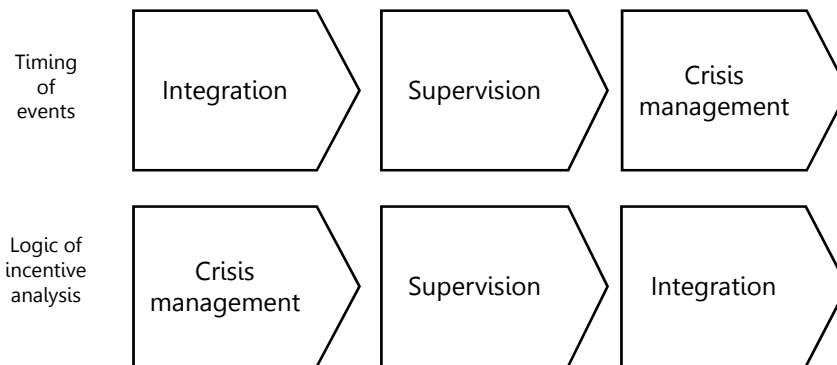 Timing
of
events
Integration
Supervision
Crisis
management
Logic of
incentive
analysis
Crisis
management
Supervision
Integration